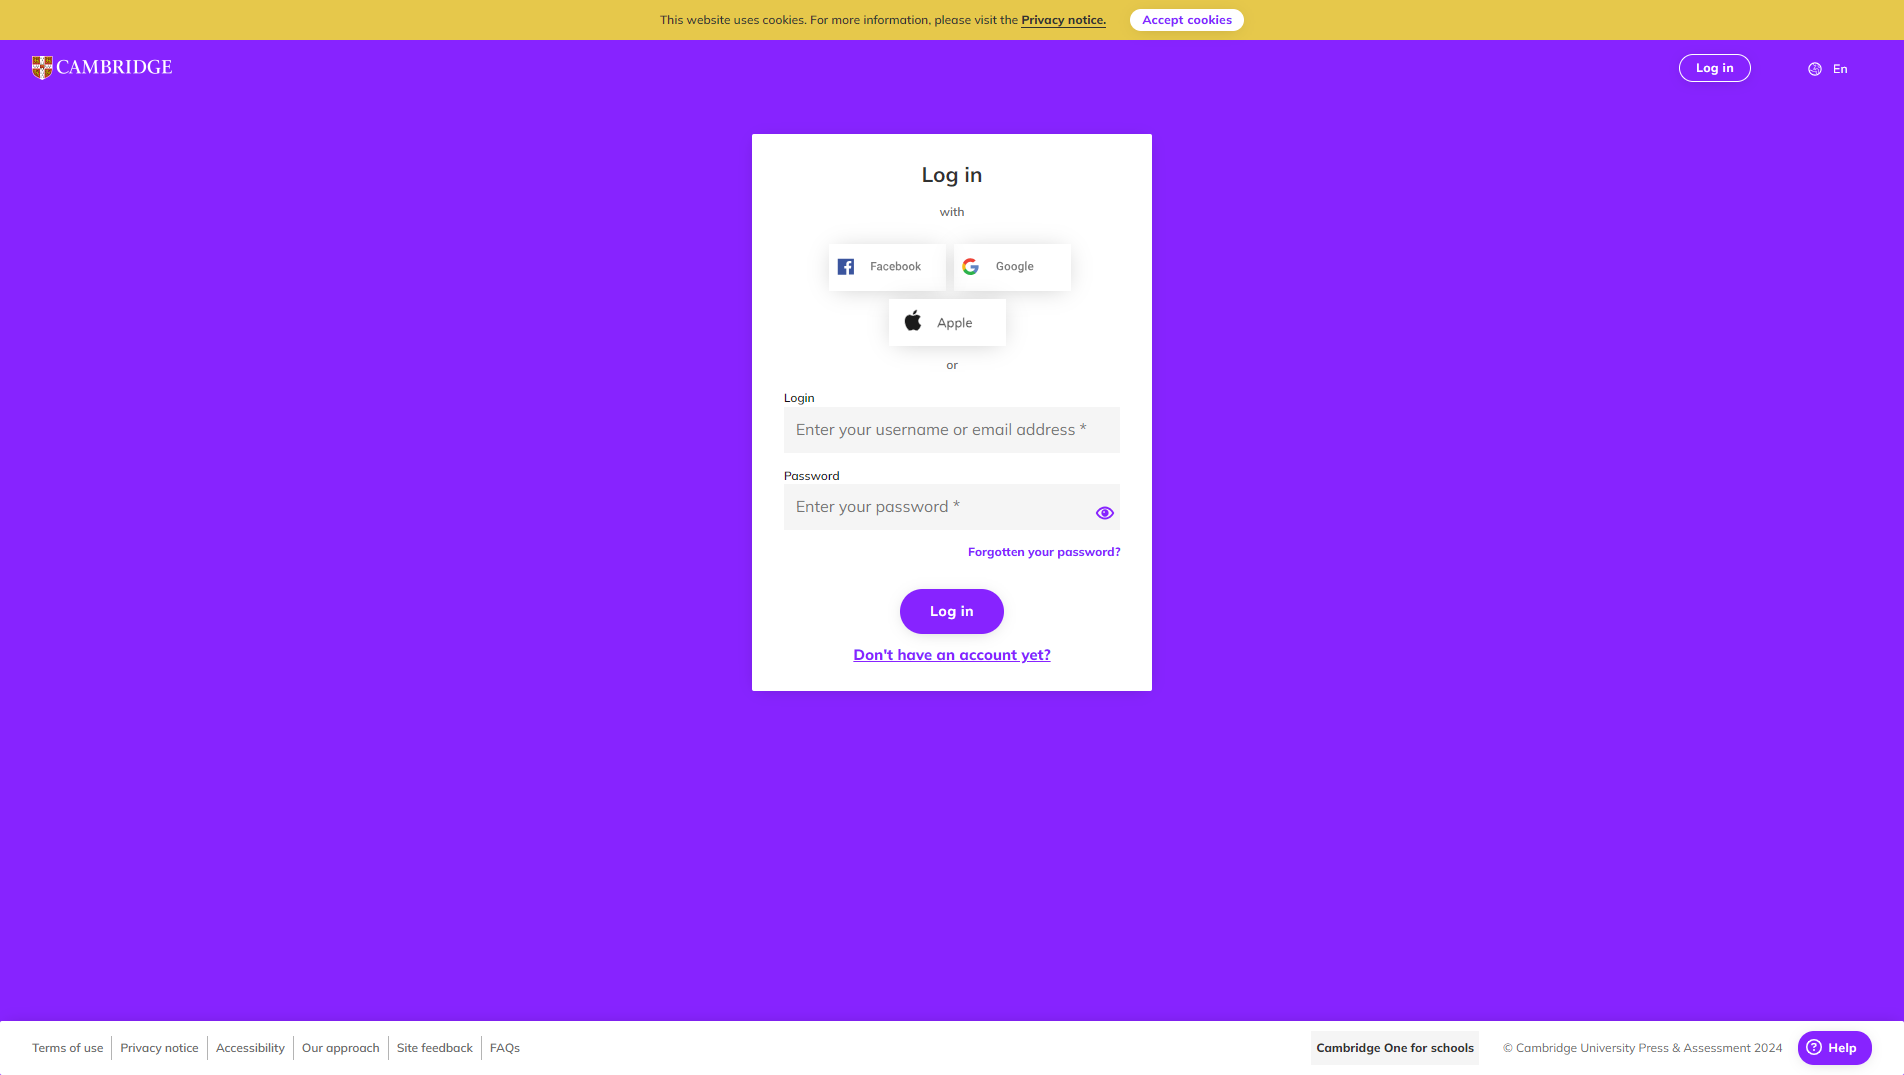 This website uses cookies. For more information, please visit the Privacy notice.
Accept cookies
CAMBRIDGE
Log in
En
Log in
with
Facebook
Google
Apple
or
Login
Enter your username or email address *
Password
Enter your password *
Forgotten your password?
Log in
Don't have an account yet?
Terms of use
Privacy notice
Accessibility
Our approach
Site feedback
FAQs
Cambridge One for schools
© Cambridge University Press & Assessment 2024
Help